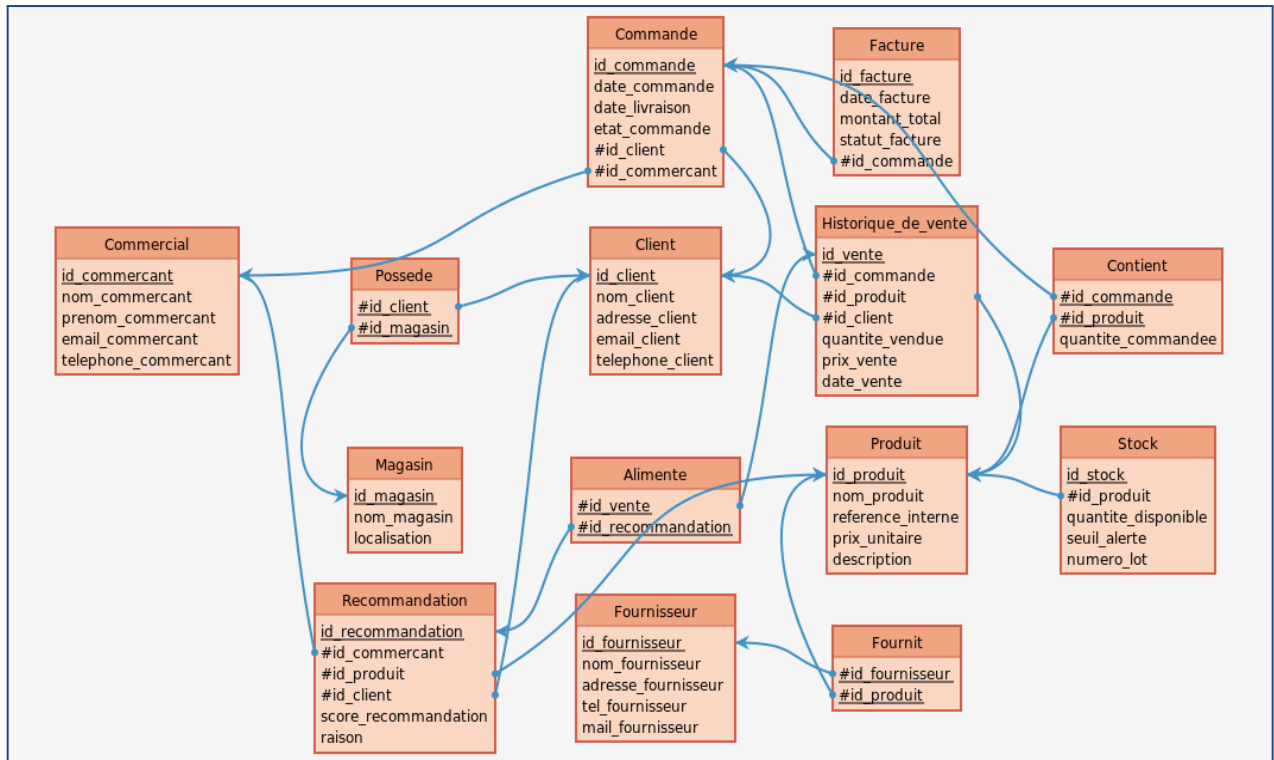 Commande
id_commande
date_commande
date_livraison
etat_commande
#id_client
#id_commercant
Facture
id_facture
date_facture
montant_total
statut_facture
#id_commande
Commercial
id_commercant
nom_commercant
prenom_commercant
email_commercant
telephone_commercant
Possede
#id_client
#id_magasin
Client
id_client
nom_client
adresse_client
email_client
telephone_client
Historique_de_vente
id_vente
#id_commande
#id_produit
#id_client
quantite_vendue
prix_vente
date_vente
Contient
#id_commande
#id_produit
quantite_commandee
Magasin
id_magasin
nom_magasin
localisation
Alimente
#id_vente
#id_recommandation
Produit
id_produit
nom_produit
reference_interne
prix_unitaire
description
Stock
id_stock
#id_produit
quantite_disponible
seuil_alerte
numero_lot
Recommandation
id_recommandation
#id_commercant
#id_produit
#id_client
score_recommandation
raison
Fournisseur
id_fournisseur
nom_fournisseur
adresse_fournisseur
tel_fournisseur
mail_fournisseur
Fournit
#id_fournisseur
#id_produit